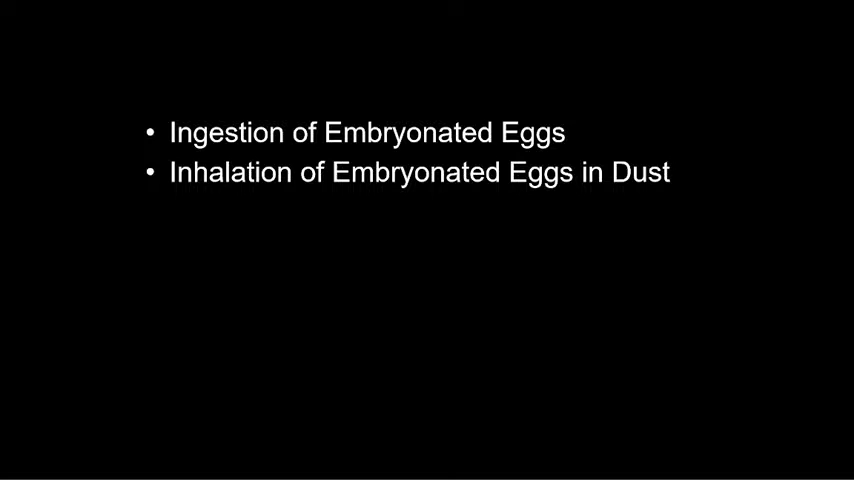 • Ingestion of Embryonated Eggs
• Inhalation of Embryonated Eggs in Dust